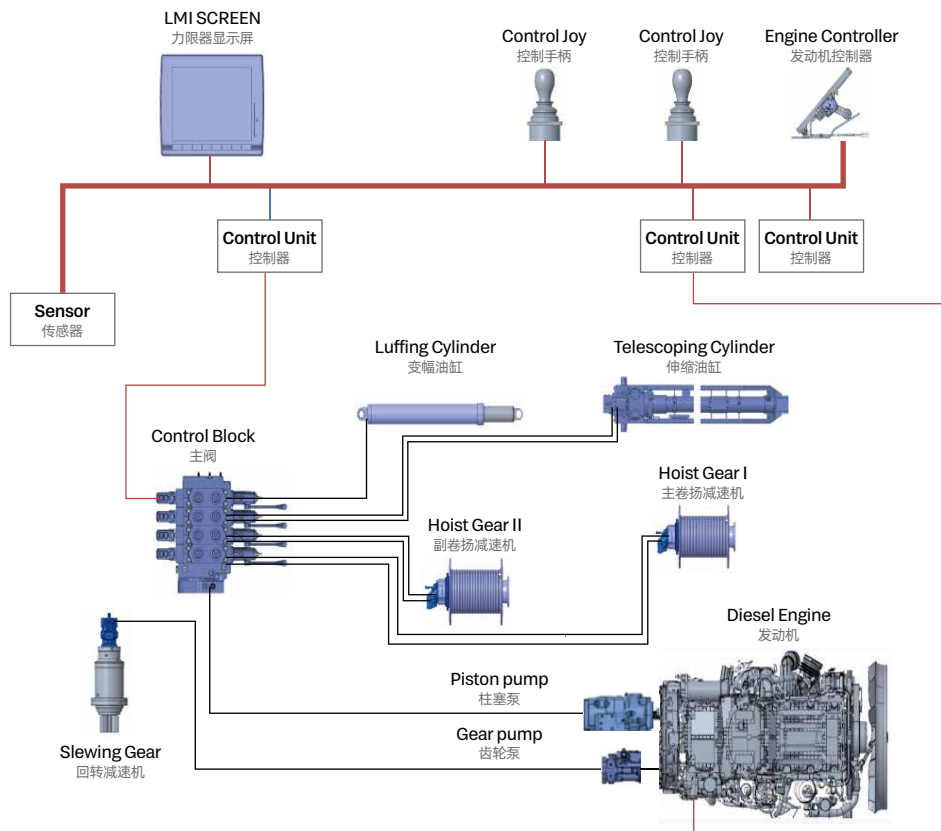 LMI SCREEN
力限器显示屏
Control Joy
控制手柄
Control Joy
控制手柄
Engine Controller
发动机控制器
Control Unit
控制器
Control Unit
控制器
Control Unit
控制器
Sensor
传感器
Luffing Cylinder
变幅油缸
Telescoping Cylinder
伸缩油缸
Control Block
主阀
Hoist Gear I
主卷扬减速机
Hoist Gear II
副卷扬减速机
Diesel Engine
发动机
Piston pump
柱塞泵
Gear pump
齿轮泵
Slewing Gear
回转减速机